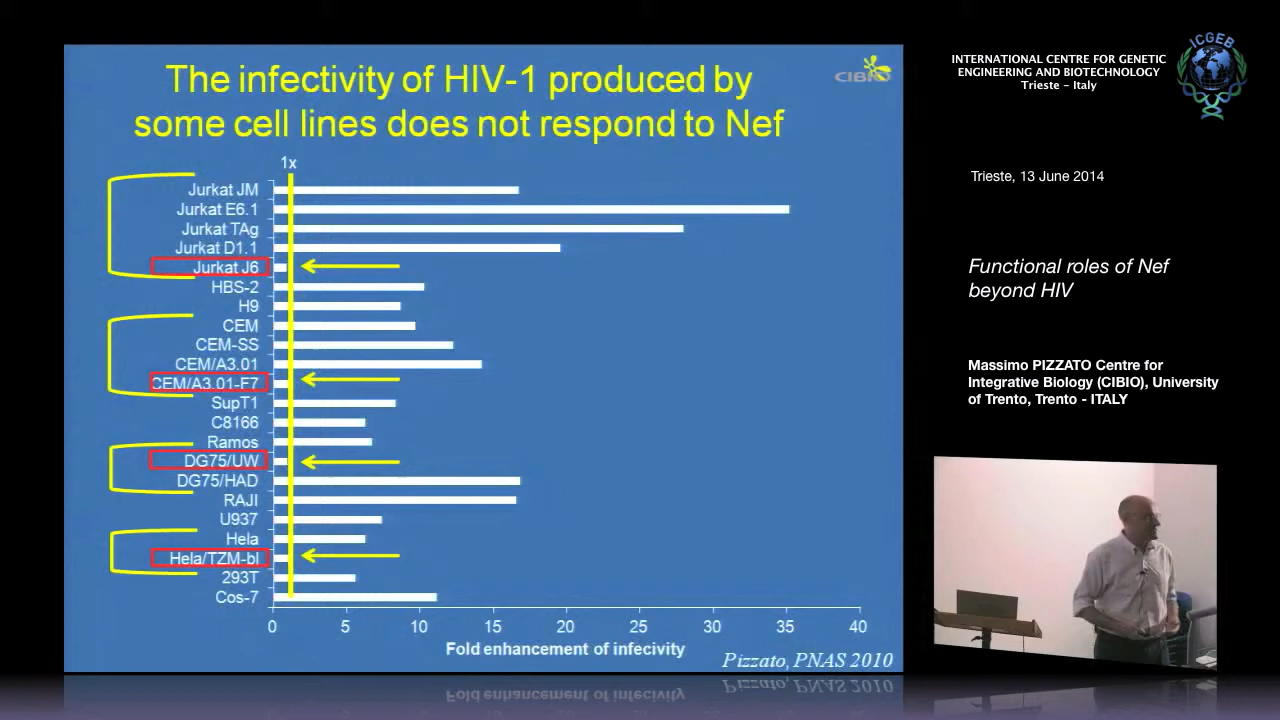 The infectivity of HIV-1 produced by
some cell lines does not respond to Nef
CIBIO
1x
Jurkat JM
Jurkat E6.1
Jurkat TAg
Jurkat D1.1
Jurkat J6
HBS-2
H9
CEM
CEM-SS
CEM/A3.01
CEM/A3.01-F7
SupT1
C8166
Ramos
DG75/UW
DG75/HAD
RAJI
U937
Hela
Hela/TZM-bl
293T
Cos-7
0 5 10 15 20 25 30 35 40
Fold enhancement of infecivity
Pizzato, PNAS 2010
INTERNATIONAL CENTRE FOR GENETIC
ENGINEERING AND BIOTECHNOLOGY
Trieste - Italy
ICGEB
Trieste, 13 June 2014
Functional roles of Nef
beyond HIV
Massimo PIZZATO Centre for
Integrative Biology (CIBIO), University
of Trento, Trento - ITALY